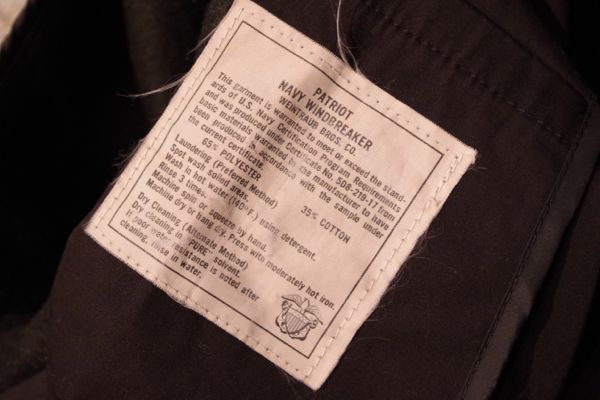 PATRIOT
NAVY WINDBREAKER
WEINTRAUB BROS. CO.
This garment is warranted to meet or exceed the stand-
ards of U.S. Navy Certification Program Requirements
and was produced under Certificate No. 508-219-17 from
basic materials warranted by the manufacturer to have
been produced in accordance with the sample under
the current certificate.
65% POLYESTER 35% COTTON
Laundering (Preferred Method)
Spot wash soiled areas.
Wash in hot water (160°F.) using detergent.
Rinse 3 times.
Machine spin or squeeze by hand.
Machine dry or hand dry. Press with moderately hot iron.
Dry Cleaning (Alternate Method)
Dry cleaning in "PURE" solvent.
If poor water resistance is noted after
cleaning, rinse in water.